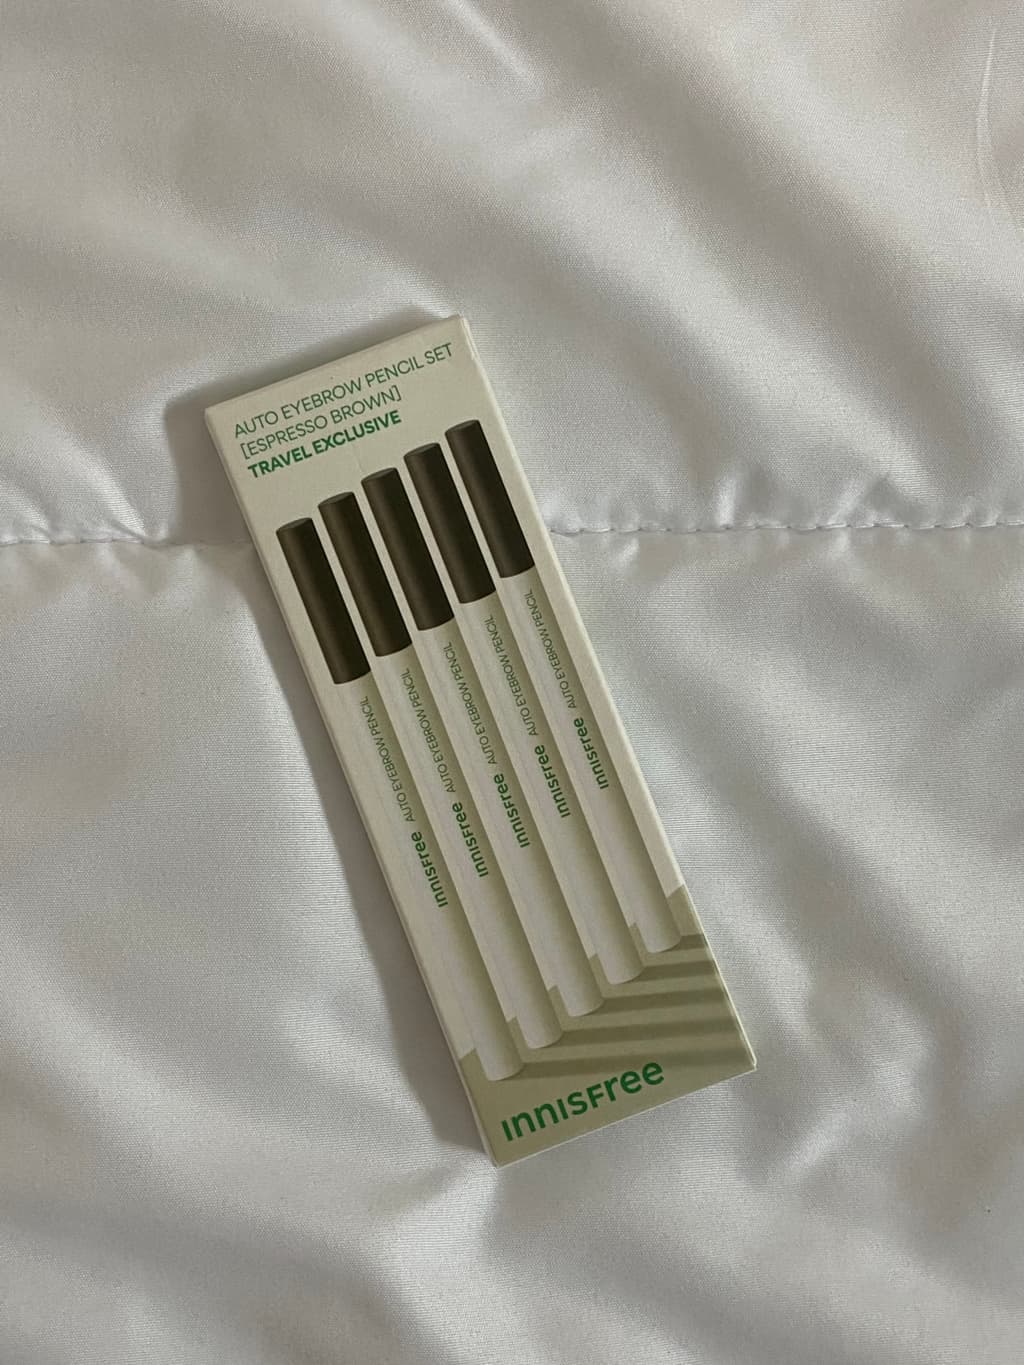 AUTO EYEBROW PENCIL SET
[ESPRESSO BROWN]
TRAVEL EXCLUSIVE
innisfree AUTO EYEBROW PENCIL
innisfree AUTO EYEBROW PENCIL
innisfree AUTO EYEBROW PENCIL
innisfree AUTO EYEBROW PENCIL
innisfree AUTO EYEBROW PENCIL
innisfree